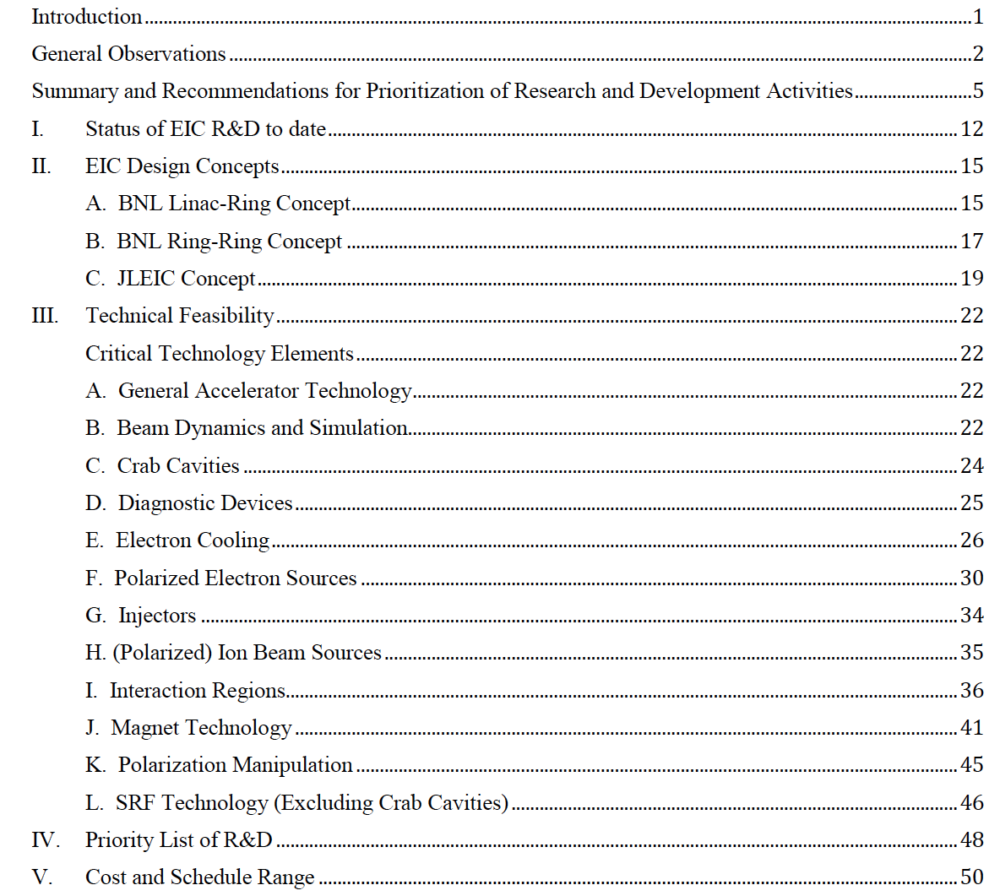 Introduction....................1
General Observations....................2
Summary and Recommendations for Prioritization of Research and Development Activities....................5
I. Status of EIC R&D to date....................12
II. EIC Design Concepts....................15
A. BNL Linac-Ring Concept....................15
B. BNL Ring-Ring Concept....................17
C. JLEIC Concept....................19
III. Technical Feasibility....................22
Critical Technology Elements....................22
A. General Accelerator Technology....................22
B. Beam Dynamics and Simulation....................22
C. Crab Cavities....................24
D. Diagnostic Devices....................25
E. Electron Cooling....................26
F. Polarized Electron Sources....................30
G. Injectors....................34
H. (Polarized) Ion Beam Sources....................35
I. Interaction Regions....................36
J. Magnet Technology....................41
K. Polarization Manipulation....................45
L. SRF Technology (Excluding Crab Cavities)....................46
IV. Priority List of R&D....................48
V. Cost and Schedule Range....................50